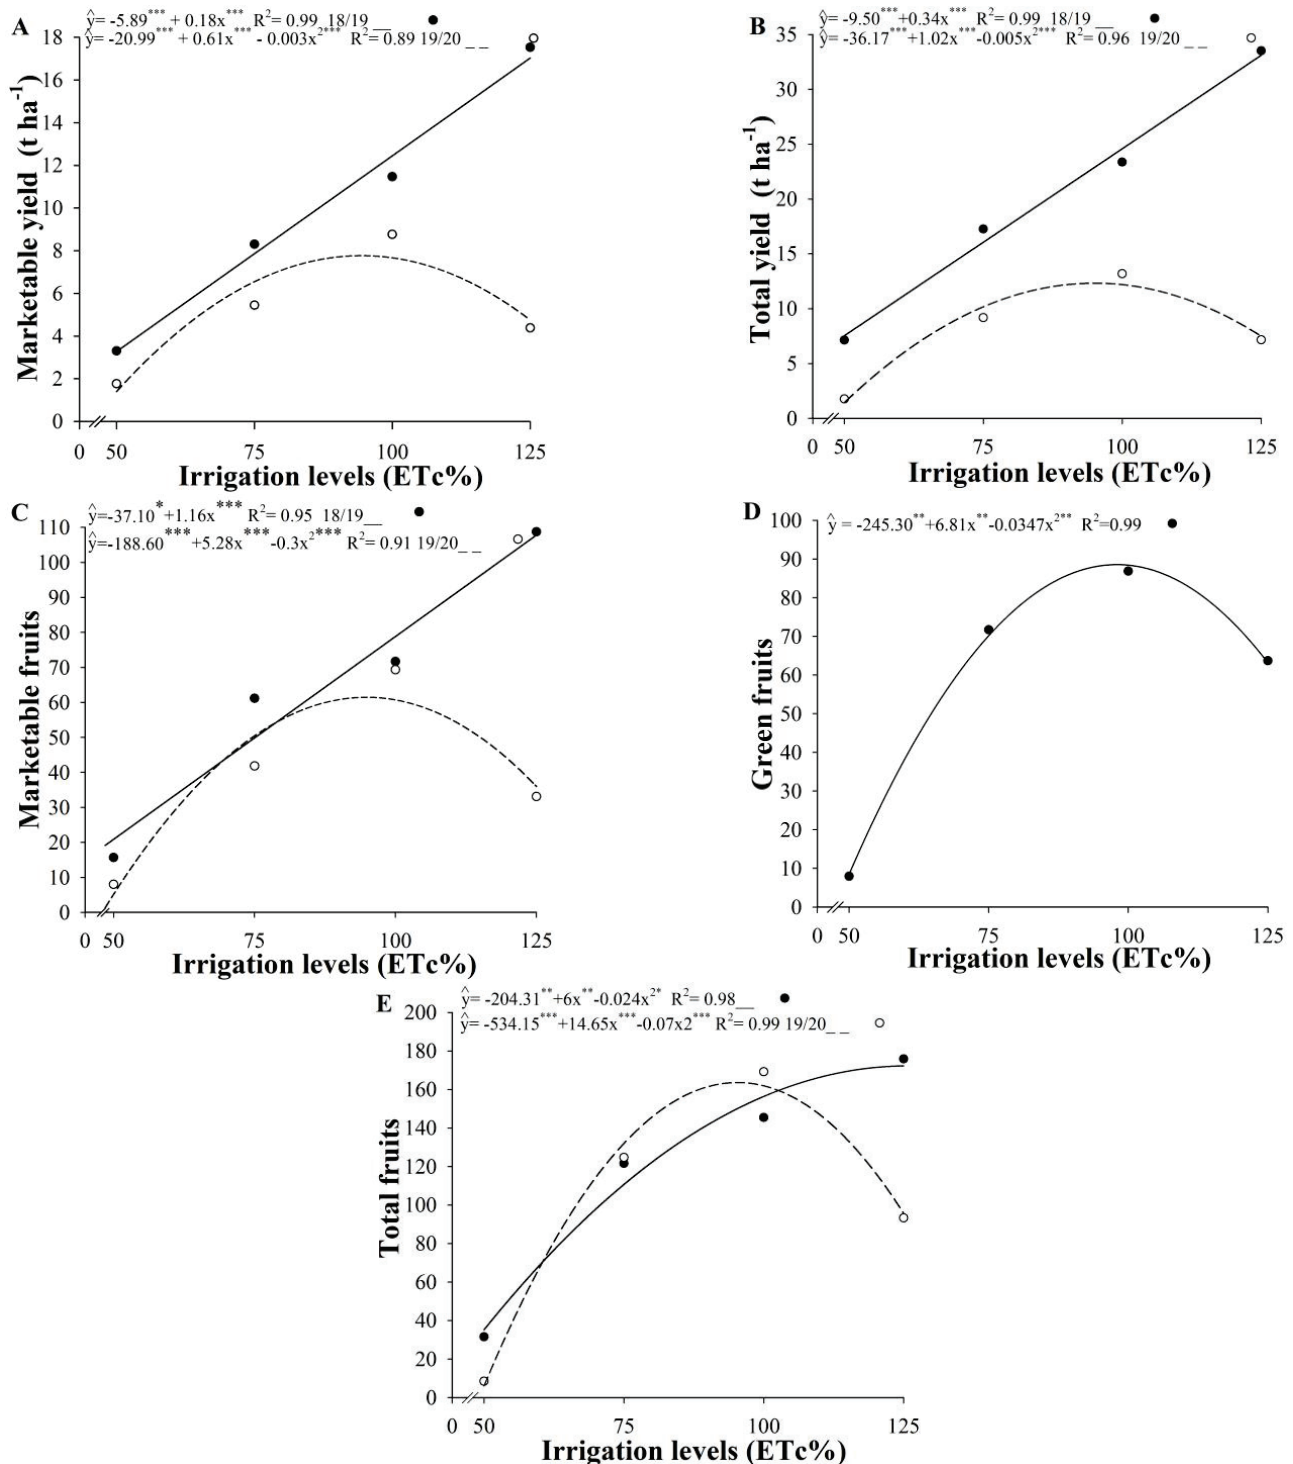 A
ŷ= -5.89*** + 0.18x*** R²= 0.99 18/19__ ●
ŷ= -20.99*** + 0.61x*** - 0.003x²*** R²= 0.89 19/20_ _ ○
18
16
14
12
10
8
6
4
2
0
Marketable yield (t ha⁻¹)
0 50 75 100 125
Irrigation levels (ETc%)
B
ŷ= -9.50***+0.34x*** R²= 0.99 18/19__ ●
ŷ= -36.17***+1.02x***-0.005x²*** R²= 0.96 19/20_ _ ○
35
30
25
20
15
10
5
0
Total yield (t ha⁻¹)
0 50 75 100 125
Irrigation levels (ETc%)
C
ŷ=-37.10*+1.16x*** R²= 0.95 18/19__ ●
ŷ=-188.60***+5.28x***-0.3x²*** R²= 0.91 19/20_ _ ○
110
100
90
80
70
60
50
40
30
20
10
0
Marketable fruits
0 50 75 100 125
Irrigation levels (ETc%)
D
ŷ = -245.30**+6.81x**-0.0347x²** R²=0.99 ●
100
90
80
70
60
50
40
30
20
10
0
Green fruits
0 50 75 100 125
Irrigation levels (ETc%)
E
ŷ= -204.31**+6x**-0.024x²* R²= 0.98__ ●
ŷ= -534.15***+14.65x***-0.07x2*** R²= 0.99 19/20_ _ ○
200
180
160
140
120
100
80
60
40
20
0
Total fruits
0 50 75 100 125
Irrigation levels (ETc%)